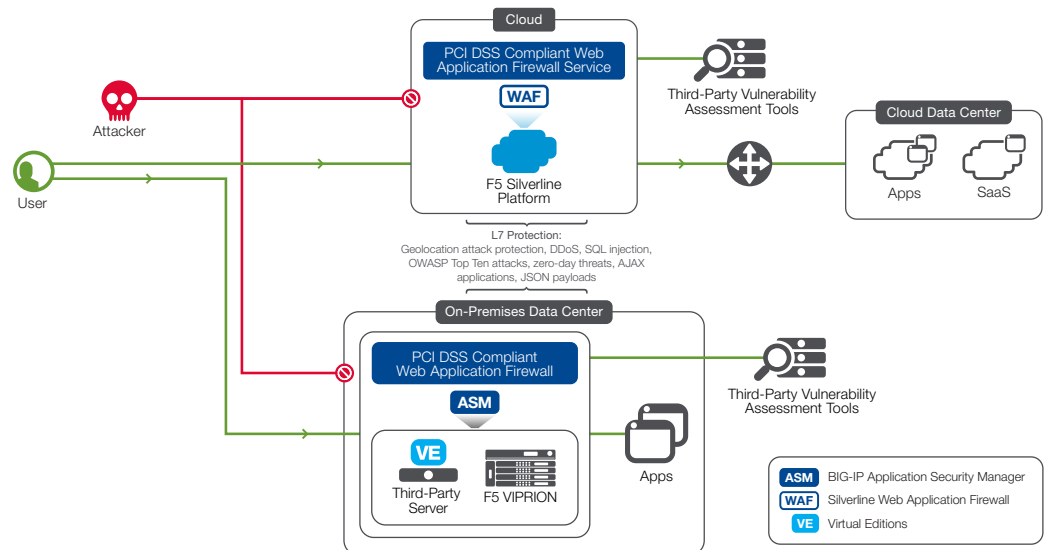 Cloud
PCI DSS Compliant Web
Application Firewall Service
WAF
F5 Silverline
Platform
Third-Party Vulnerability
Assessment Tools
Cloud Data Center
Apps
SaaS
Attacker
User
L7 Protection:
Geolocation attack protection, DDoS, SQL injection,
OWASP Top Ten attacks, zero-day threats, AJAX
applications, JSON payloads
On-Premises Data Center
PCI DSS Compliant
Web Application Firewall
ASM
VE
Third-Party
Server
F5 VIPRION
Apps
Third-Party Vulnerability
Assessment Tools
ASM BIG-IP Application Security Manager
WAF Silverline Web Application Firewall
VE Virtual Editions